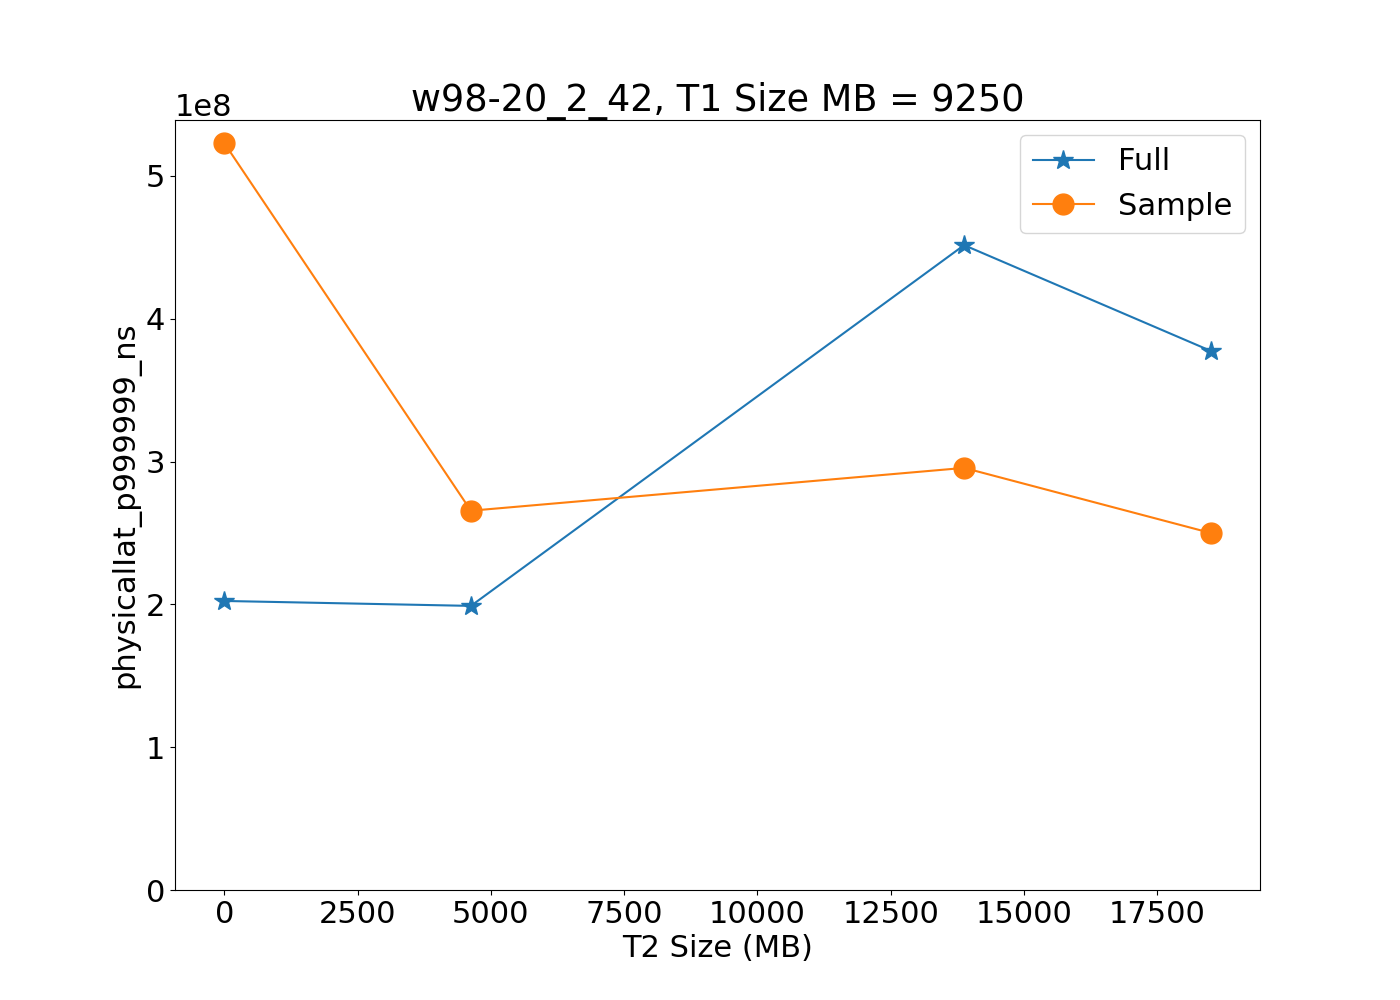 w98-20_2_42, T1 Size MB = 9250
1e8
Full
Sample
5
4
3
2
1
0
physicallat_p999999_ns
0 2500 5000 7500 10000 12500 15000 17500
T2 Size (MB)